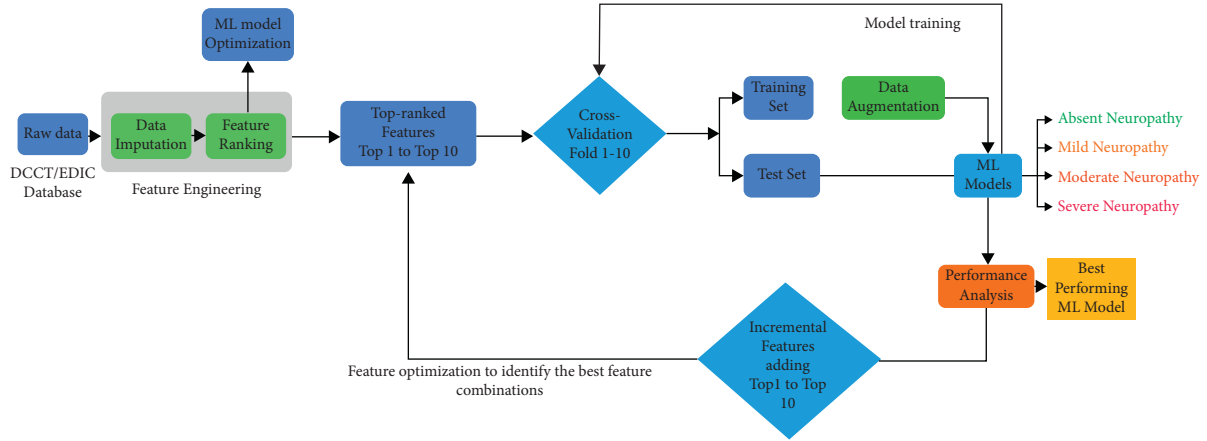 ML model
Optimization
Model training
Raw data
DCCT/EDIC
Database
Data
Imputation
Feature
Ranking
Feature Engineering
Top-ranked
Features
Top 1 to Top 10
Cross-
Validation
Fold 1-10
Training
Set
Test Set
Data
Augmentation
ML
Models
Absent Neuropathy
Mild Neuropathy
Moderate Neuropathy
Severe Neuropathy
Performance
Analysis
Best
Performing
ML Model
Incremental
Features
adding
Top1 to Top
10
Feature optimization to identify the best feature
combinations